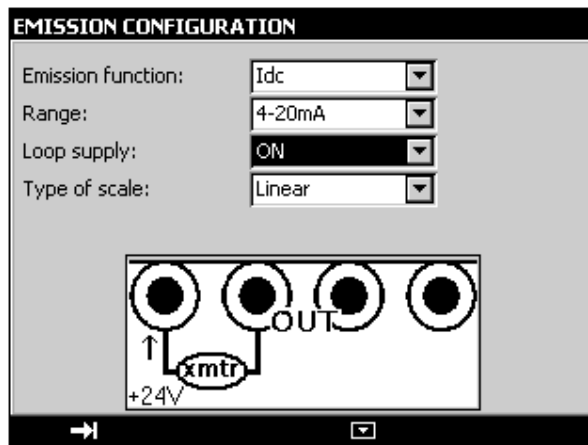 EMISSION CONFIGURATION
Emission function: Idc
Range: 4-20mA
Loop supply: ON
Type of scale: Linear
OUT
xmtr
+24V